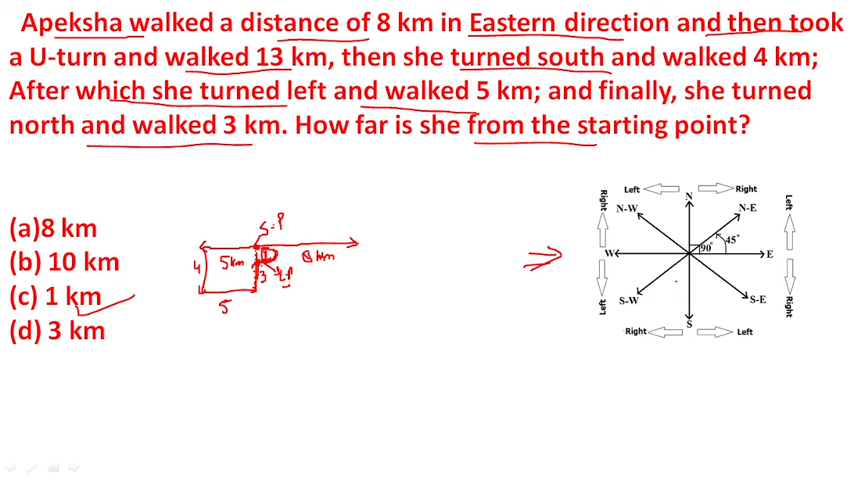 Apeksha walked a distance of 8 km in Eastern direction and then took
a U-turn and walked 13 km, then she turned south and walked 4 km;
After which she turned left and walked 5 km; and finally, she turned
north and walked 3 km. How far is she from the starting point?
(a)8 km
(b) 10 km
(c) 1 km
(d) 3 km
S.P
8 km
5 km
4
3
5
Left
Right
N
N-W
N-E
Right
Left
90°
45°
W
E
S-W
S-E
Left
Right
S
Right
Left